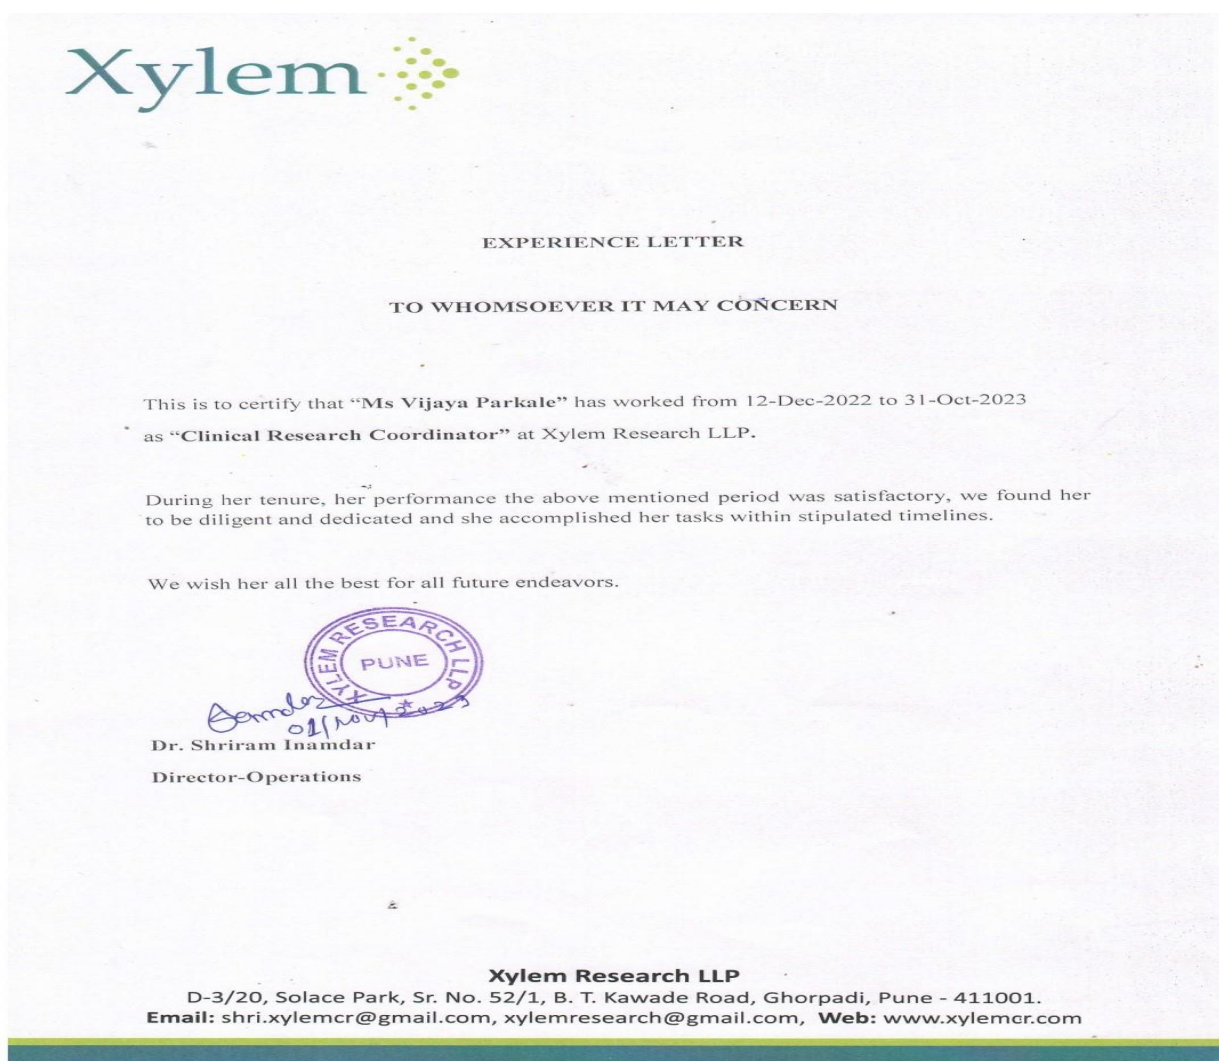 Xylem
EXPERIENCE LETTER
TO WHOMSOEVER IT MAY CONCERN
This is to certify that “Ms Vijaya Parkale” has worked from 12-Dec-2022 to 31-Oct-2023
as “Clinical Research Coordinator” at Xylem Research LLP.
During her tenure, her performance the above mentioned period was satisfactory, we found her
to be diligent and dedicated and she accomplished her tasks within stipulated timelines.
We wish her all the best for all future endeavors.
XYLEM RESEARCH LLP
PUNE
01/Nov/2023
Dr. Shriram Inamdar
Director-Operations
Xylem Research LLP
D-3/20, Solace Park, Sr. No. 52/1, B. T. Kawade Road, Ghorpadi, Pune - 411001.
Email: shri.xylemcr@gmail.com, xylemresearch@gmail.com, Web: www.xylemcr.com